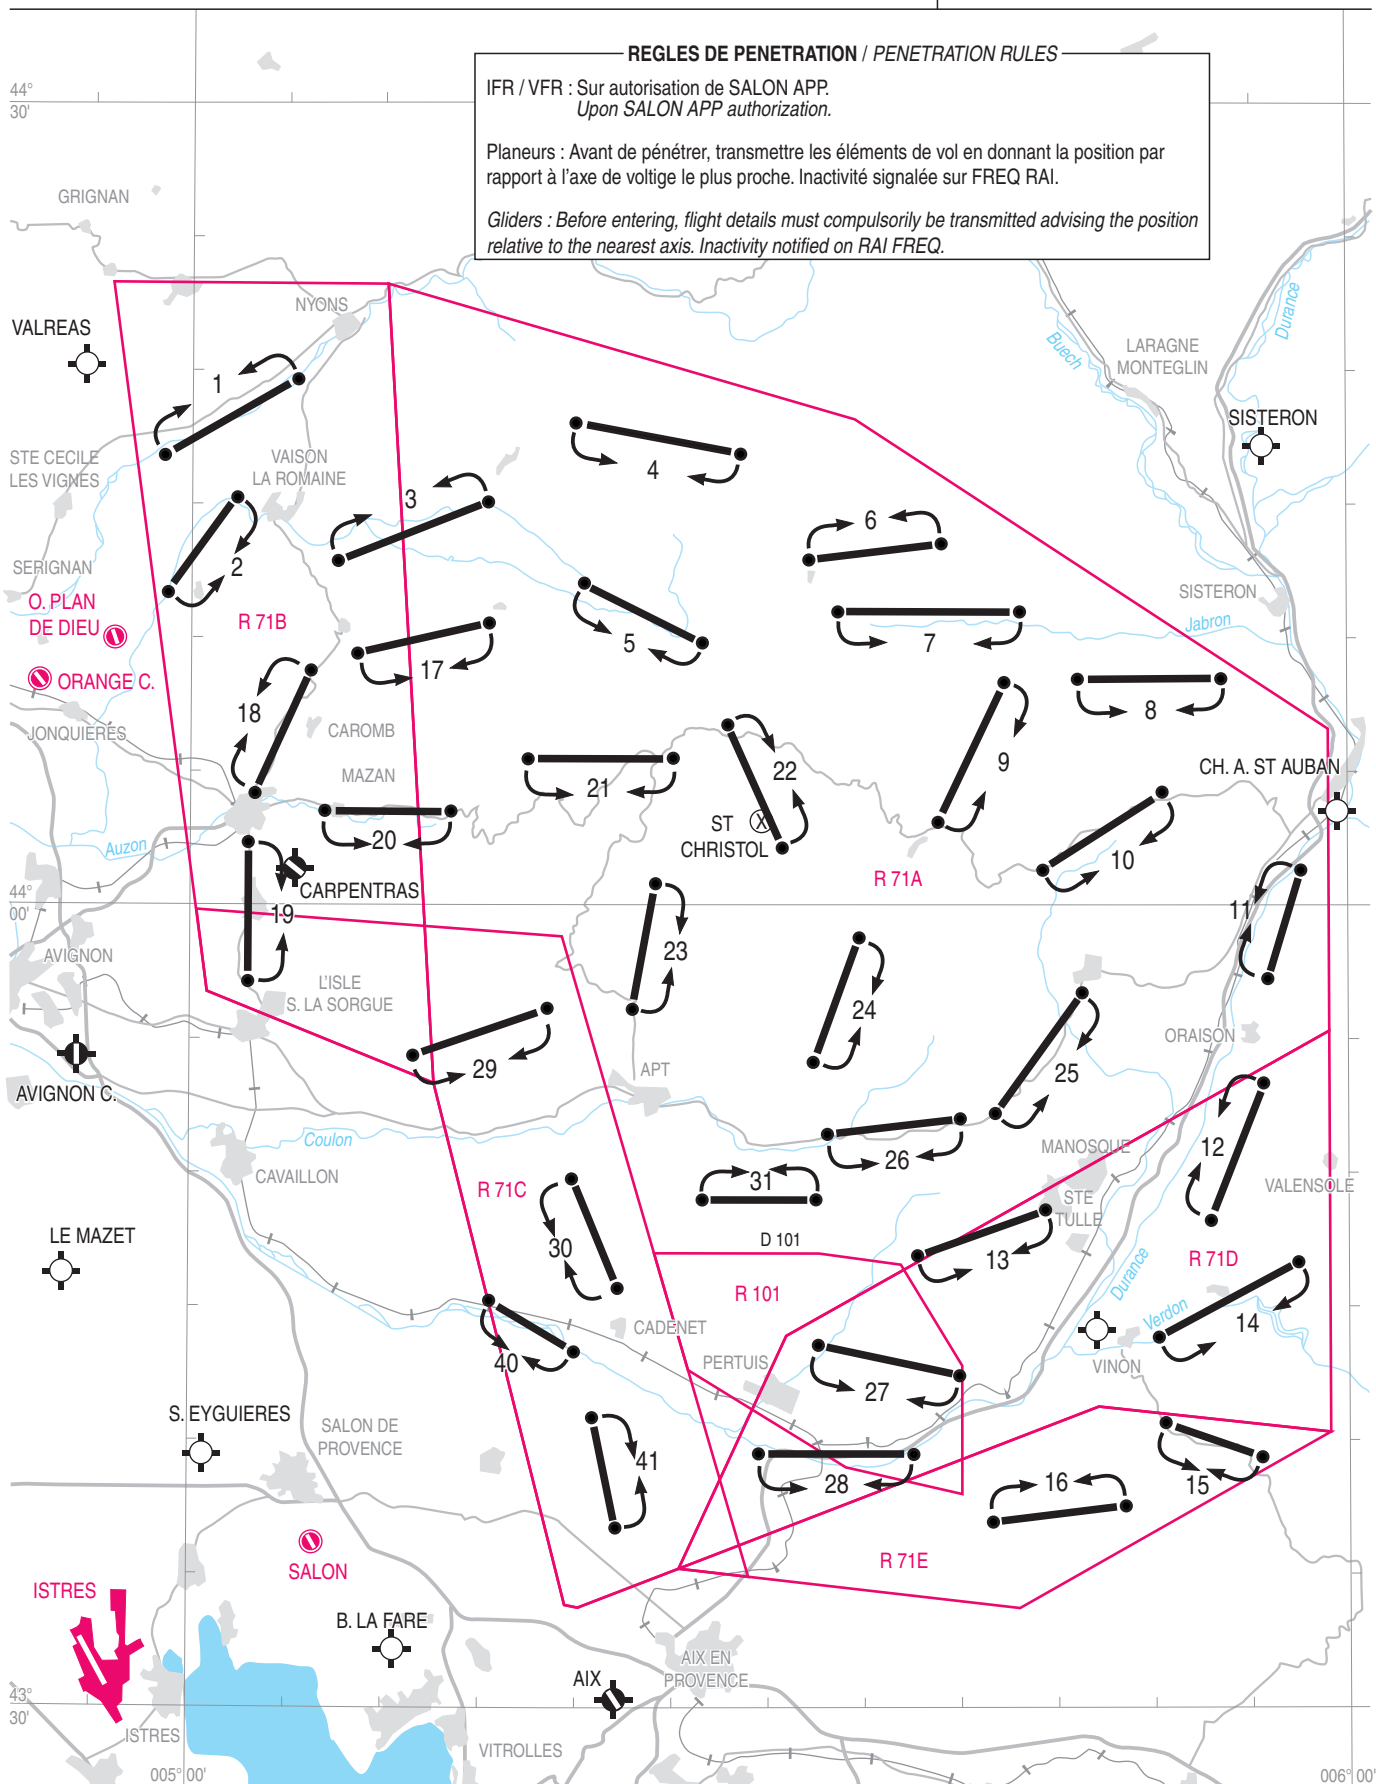 REGLES DE PENETRATION / PENETRATION RULES
IFR / VFR : Sur autorisation de SALON APP.
Upon SALON APP authorization.
Planeurs : Avant de pénétrer, transmettre les éléments de vol en donnant la position par
rapport à l'axe de voltige le plus proche. Inactivité signalée sur FREQ RAI.
Gliders : Before entering, flight details must compulsorily be transmitted advising the position
relative to the nearest axis. Inactivity notified on RAI FREQ.
44°
30'
GRIGNAN
NYONS
VALREAS
Durance
Buech
LARAGNE
MONTEGLIN
1
SISTERON
STE CECILE
LES VIGNES
VAISON
LA ROMAINE
4
3
6
2
SERIGNAN
O. PLAN
DE DIEU
R 71B
SISTERON
Jabron
5
7
17
ORANGE C.
18
8
JONQUIERES
CAROMB
9
22
CH. A. ST AUBAN
MAZAN
21
ST
CHRISTOL
X
20
Auzon
10
R 71A
CARPENTRAS
44°
00'
19
11
AVIGNON
23
L'ISLE
S. LA SORGUE
24
ORAISON
29
APT
25
AVIGNON C.
Coulon
12
MANOSQUE
26
CAVAILLON
31
R 71C
STE
TULLE
VALENSOLE
LE MAZET
D 101
30
13
R 71D
R 101
Durance
Verdon
14
CADENET
40
PERTUIS
VINON
27
S. EYGUIERES
SALON DE
PROVENCE
41
28
16
15
R 71E
SALON
ISTRES
B. LA FARE
AIX EN
PROVENCE
AIX
43°
30'
ISTRES
VITROLLES
005° 00'
006° 00'